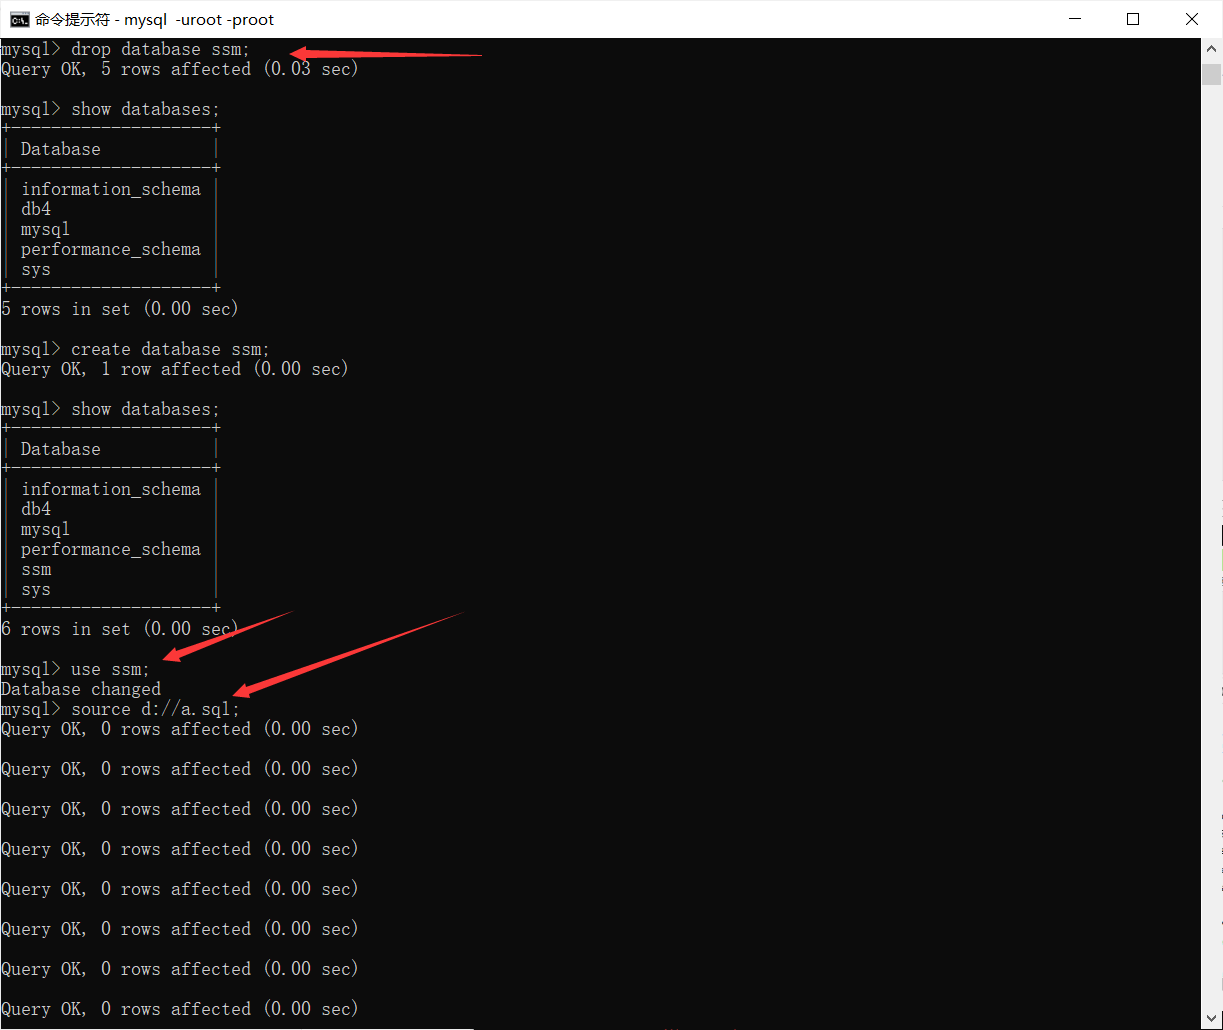 命令提示符 - mysql  -uroot -proot
mysql> drop database ssm;
Query OK, 5 rows affected (0.03 sec)
mysql> show databases;
+--------------------+
| Database           |
+--------------------+
| information_schema |
| db4                |
| mysql              |
| performance_schema |
| sys                |
+--------------------+
5 rows in set (0.00 sec)
mysql> create database ssm;
Query OK, 1 row affected (0.00 sec)
mysql> show databases;
+--------------------+
| Database           |
+--------------------+
| information_schema |
| db4                |
| mysql              |
| performance_schema |
| ssm                |
| sys                |
+--------------------+
6 rows in set (0.00 sec)
mysql> use ssm;
Database changed
mysql> source d://a.sql;
Query OK, 0 rows affected (0.00 sec)
Query OK, 0 rows affected (0.00 sec)
Query OK, 0 rows affected (0.00 sec)
Query OK, 0 rows affected (0.00 sec)
Query OK, 0 rows affected (0.00 sec)
Query OK, 0 rows affected (0.00 sec)
Query OK, 0 rows affected (0.00 sec)
Query OK, 0 rows affected (0.00 sec)